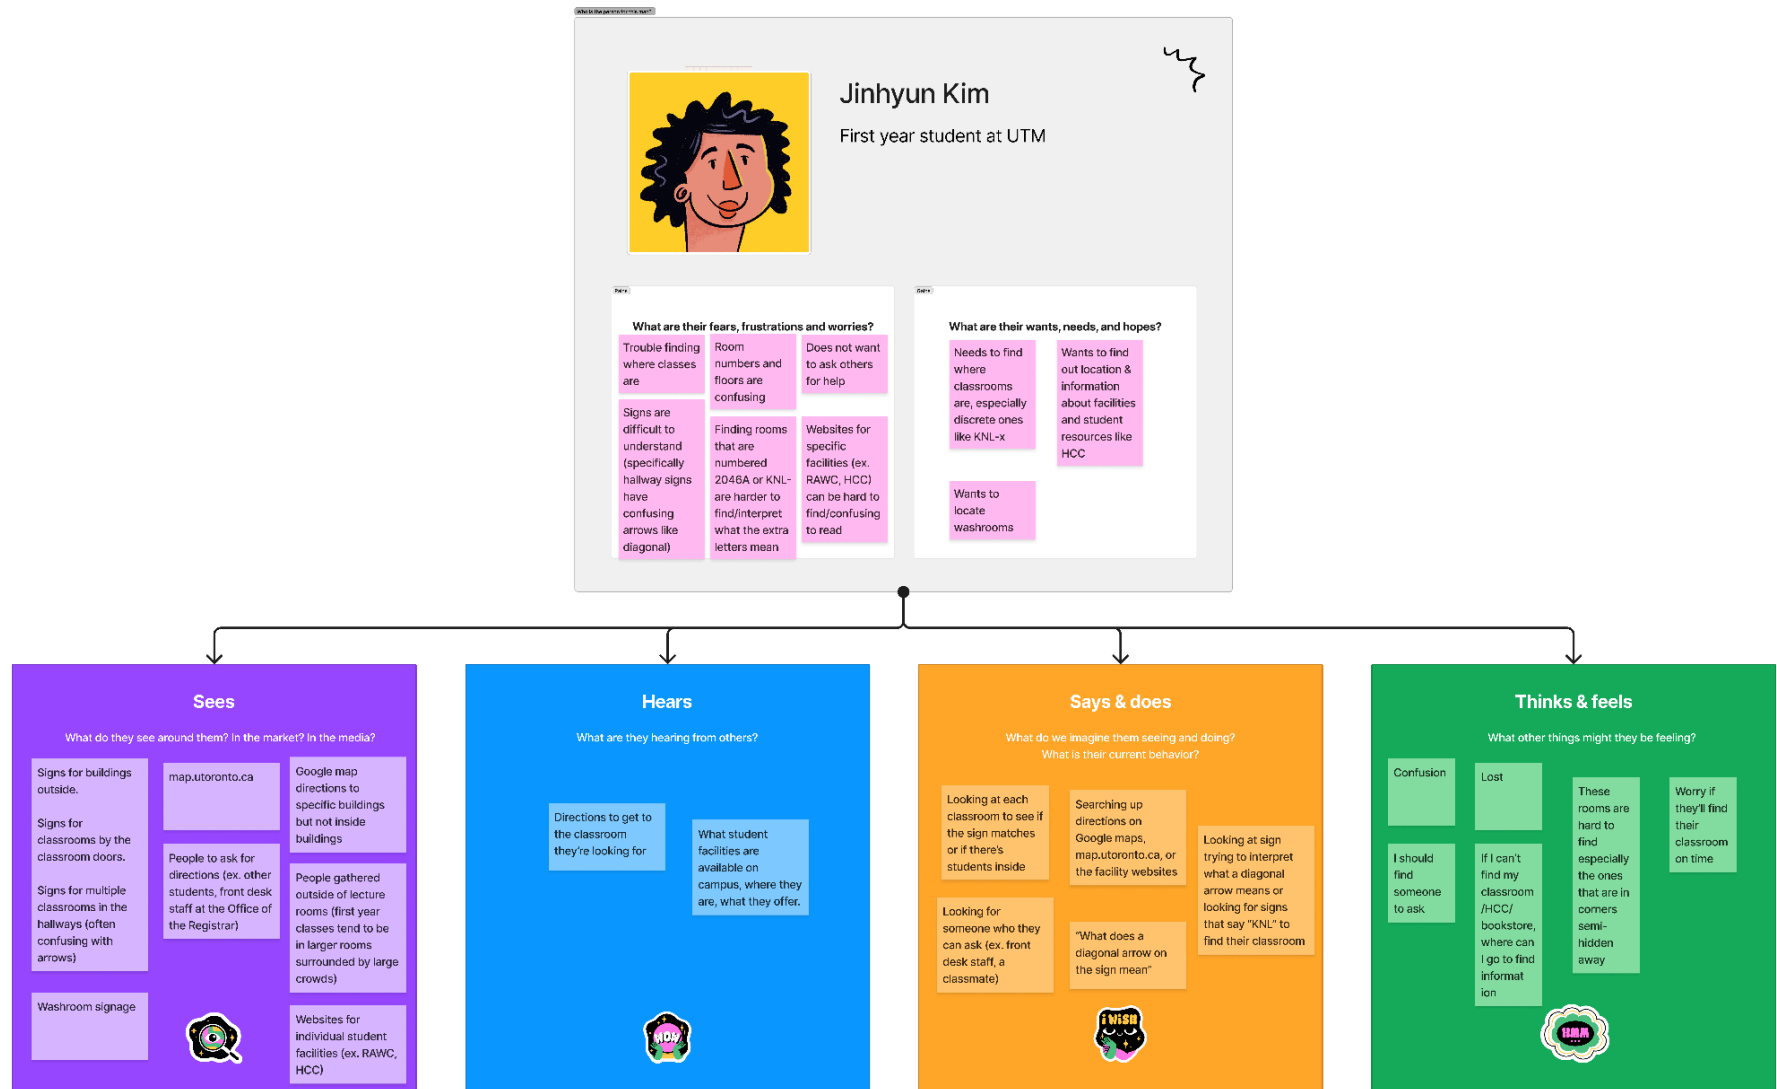 Who is the person for this map?
Jinhyun Kim
First year student at UTM
Pains
What are their fears, frustrations and worries?
Trouble finding
where classes
are
Room
numbers and
floors are
confusing
Does not want
to ask others
for help
Signs are
difficult to
understand
(specifically
hallway signs
have
confusing
arrows like
diagonal)
Finding rooms
that are
numbered
2046A or KNL-
are harder to
find/interpret
what the extra
letters mean
Websites for
specific
facilities (ex.
RAWC, HCC)
can be hard to
find/confusing
to read
Gains
What are their wants, needs, and hopes?
Needs to find
where
classrooms
are, especially
discrete ones
like KNL-x
Wants to find
out location &
information
about facilities
and student
resources like
HCC
Wants to
locate
washrooms
Sees
What do they see around them? In the market? In the media?
Signs for buildings
outside.
Signs for
classrooms by the
classroom doors.
Signs for multiple
classrooms in the
hallways (often
confusing with
arrows)
map.utoronto.ca
Google map
directions to
specific buildings
but not inside
buildings
People to ask for
directions (ex. other
students, front desk
staff at the Office of
the Registrar)
People gathered
outside of lecture
rooms (first year
classes tend to be
in larger rooms
surrounded by large
crowds)
Washroom signage
Websites for
individual student
facilities (ex. RAWC,
HCC)
Hears
What are they hearing from others?
Directions to get to
the classroom
they're looking for
What student
facilities are
available on
campus, where they
are, what they offer.
WOW
Says & does
What do we imagine them seeing and doing?
What is their current behavior?
Looking at each
classroom to see if
the sign matches
or if there's
students inside
Searching up
directions on
Google maps,
map.utoronto.ca, or
the facility websites
Looking at sign
trying to interpret
what a diagonal
arrow means or
looking for signs
that say "KNL" to
find their classroom
Looking for
someone who they
can ask (ex. front
desk staff, a
classmate)
"What does a
diagonal arrow on
the sign mean"
I WISH
Thinks & feels
What other things might they be feeling?
Confusion
Lost
These
rooms are
hard to
find
especially
the ones
that are in
corners
semi-
hidden
away
Worry if
they'll find
their
classroom
on time
I should
find
someone
to ask
If I can't
find my
classroom
/HCC/
bookstore,
where can
I go to find
informat
ion
HMM
...